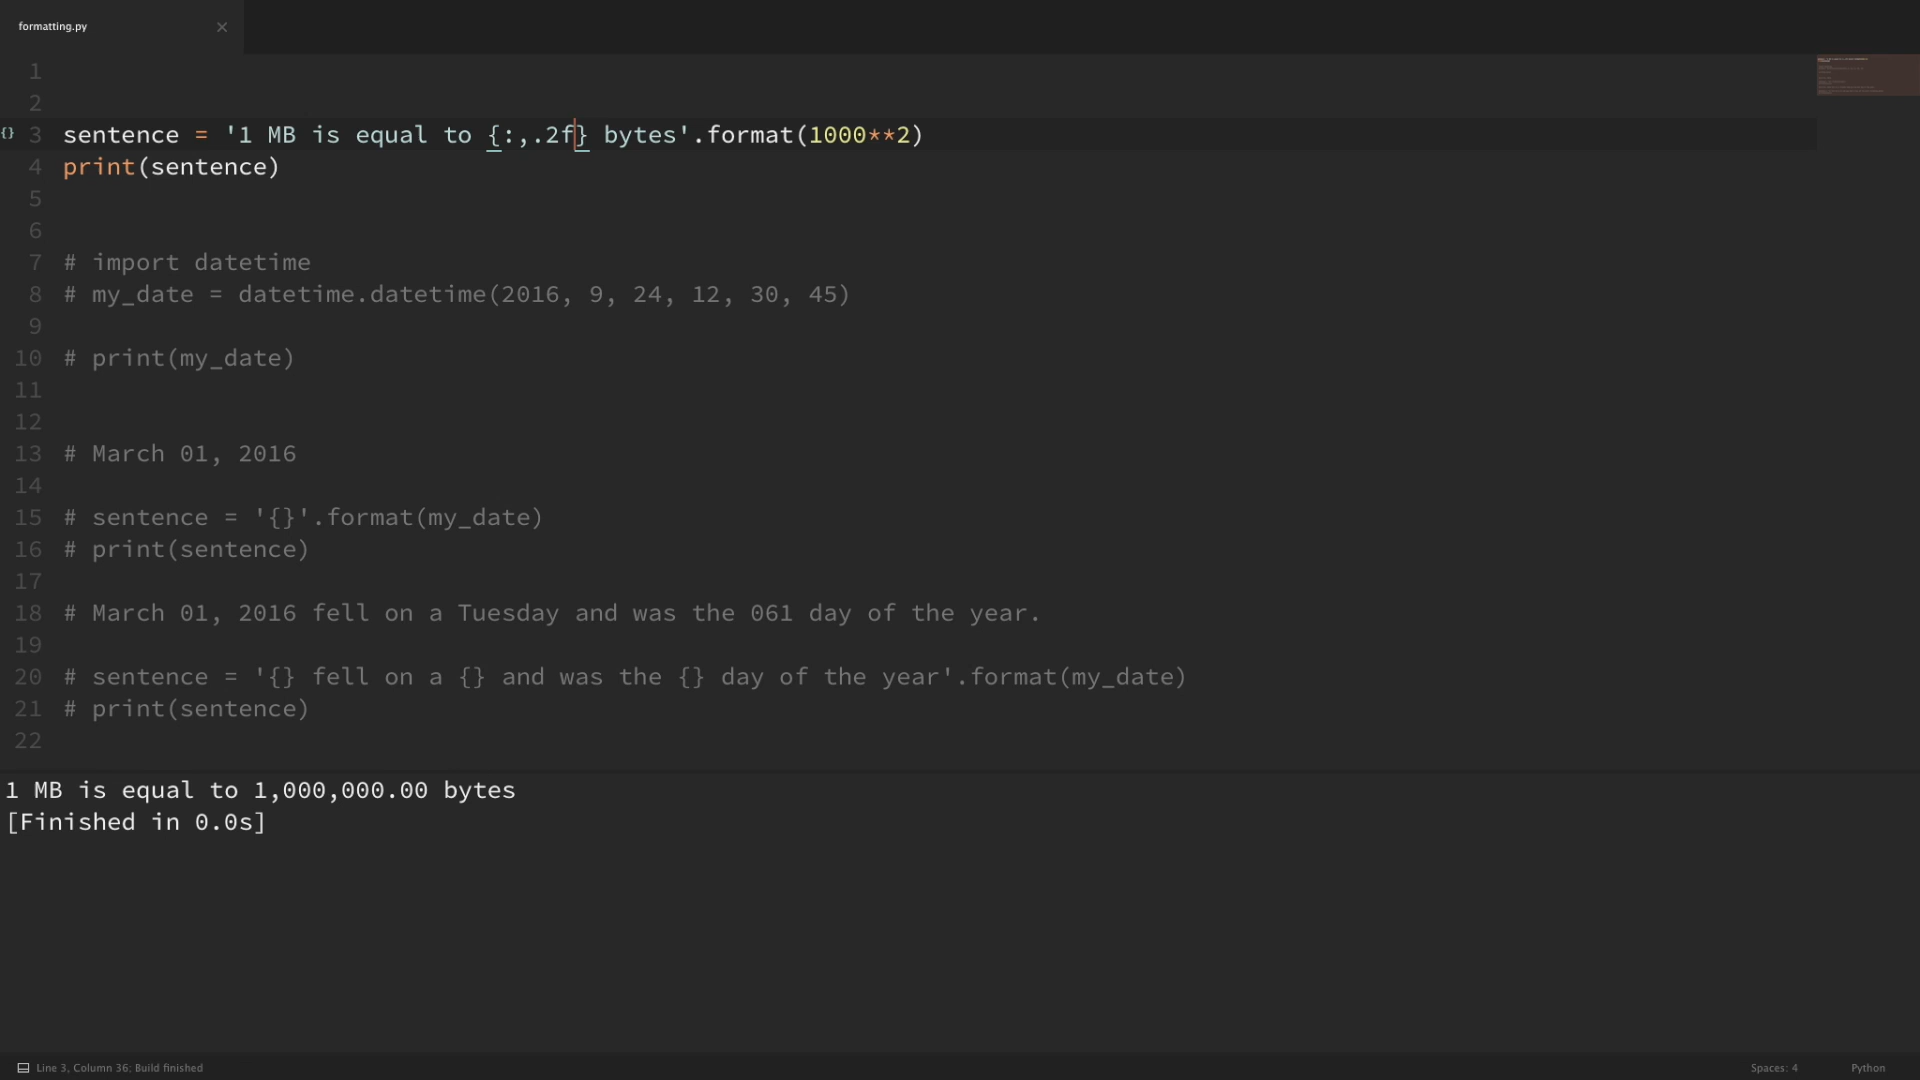 formatting.py
1
2
{} 3 sentence = '1 MB is equal to {:,.2f} bytes'.format(1000**2)
4 print(sentence)
5
6
7 # import datetime
8 # my_date = datetime.datetime(2016, 9, 24, 12, 30, 45)
9
10 # print(my_date)
11
12
13 # March 01, 2016
14
15 # sentence = '{}'.format(my_date)
16 # print(sentence)
17
18 # March 01, 2016 fell on a Tuesday and was the 061 day of the year.
19
20 # sentence = '{} fell on a {} and was the {} day of the year'.format(my_date)
21 # print(sentence)
22
1 MB is equal to 1,000,000.00 bytes
[Finished in 0.0s]
Line 3, Column 36; Build finished Spaces: 4 Python